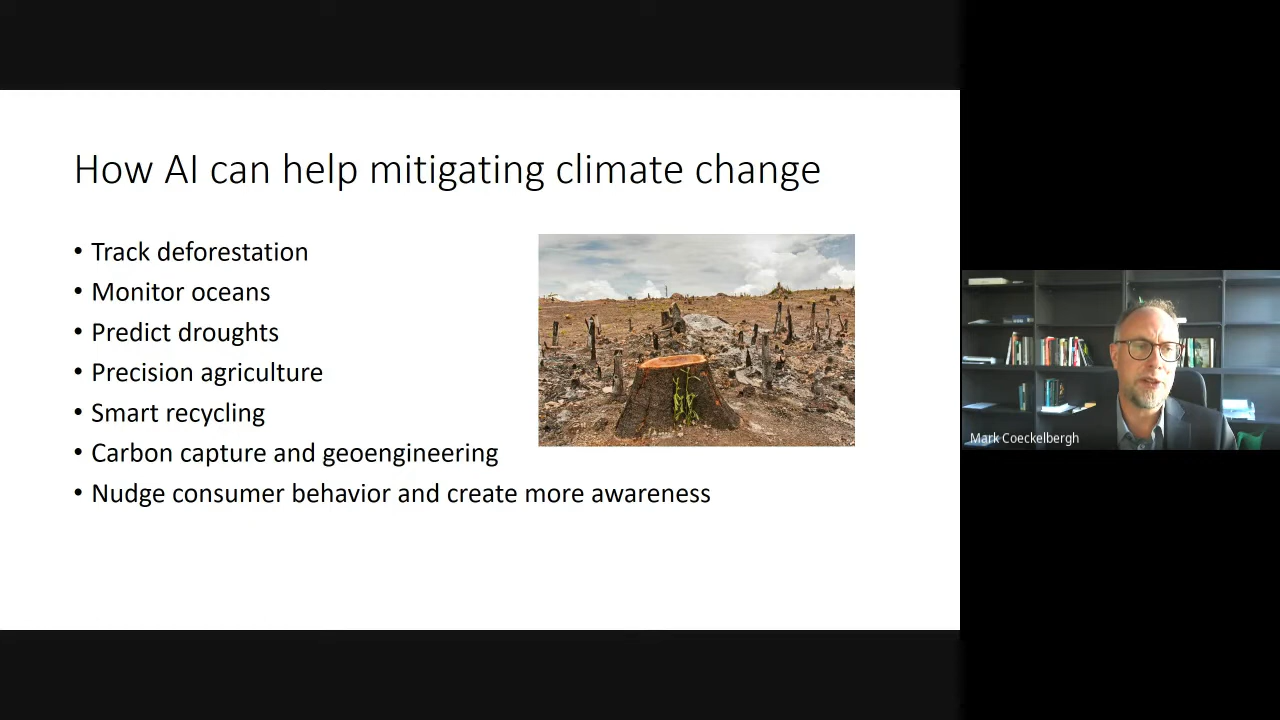 How AI can help mitigating climate change
• Track deforestation
• Monitor oceans
• Predict droughts
• Precision agriculture
• Smart recycling
• Carbon capture and geoengineering
• Nudge consumer behavior and create more awareness
Mark Coeckelbergh